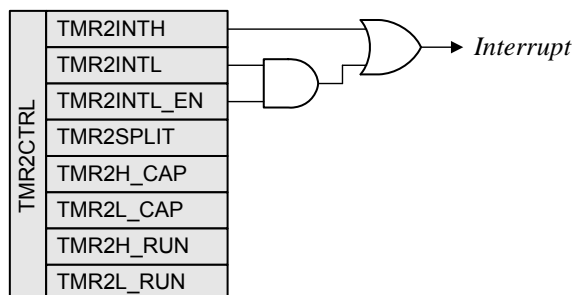 TMR2CTRL
TMR2INTH
TMR2INTL
TMR2INTL_EN
TMR2SPLIT
TMR2H_CAP
TMR2L_CAP
TMR2H_RUN
TMR2L_RUN
Interrupt